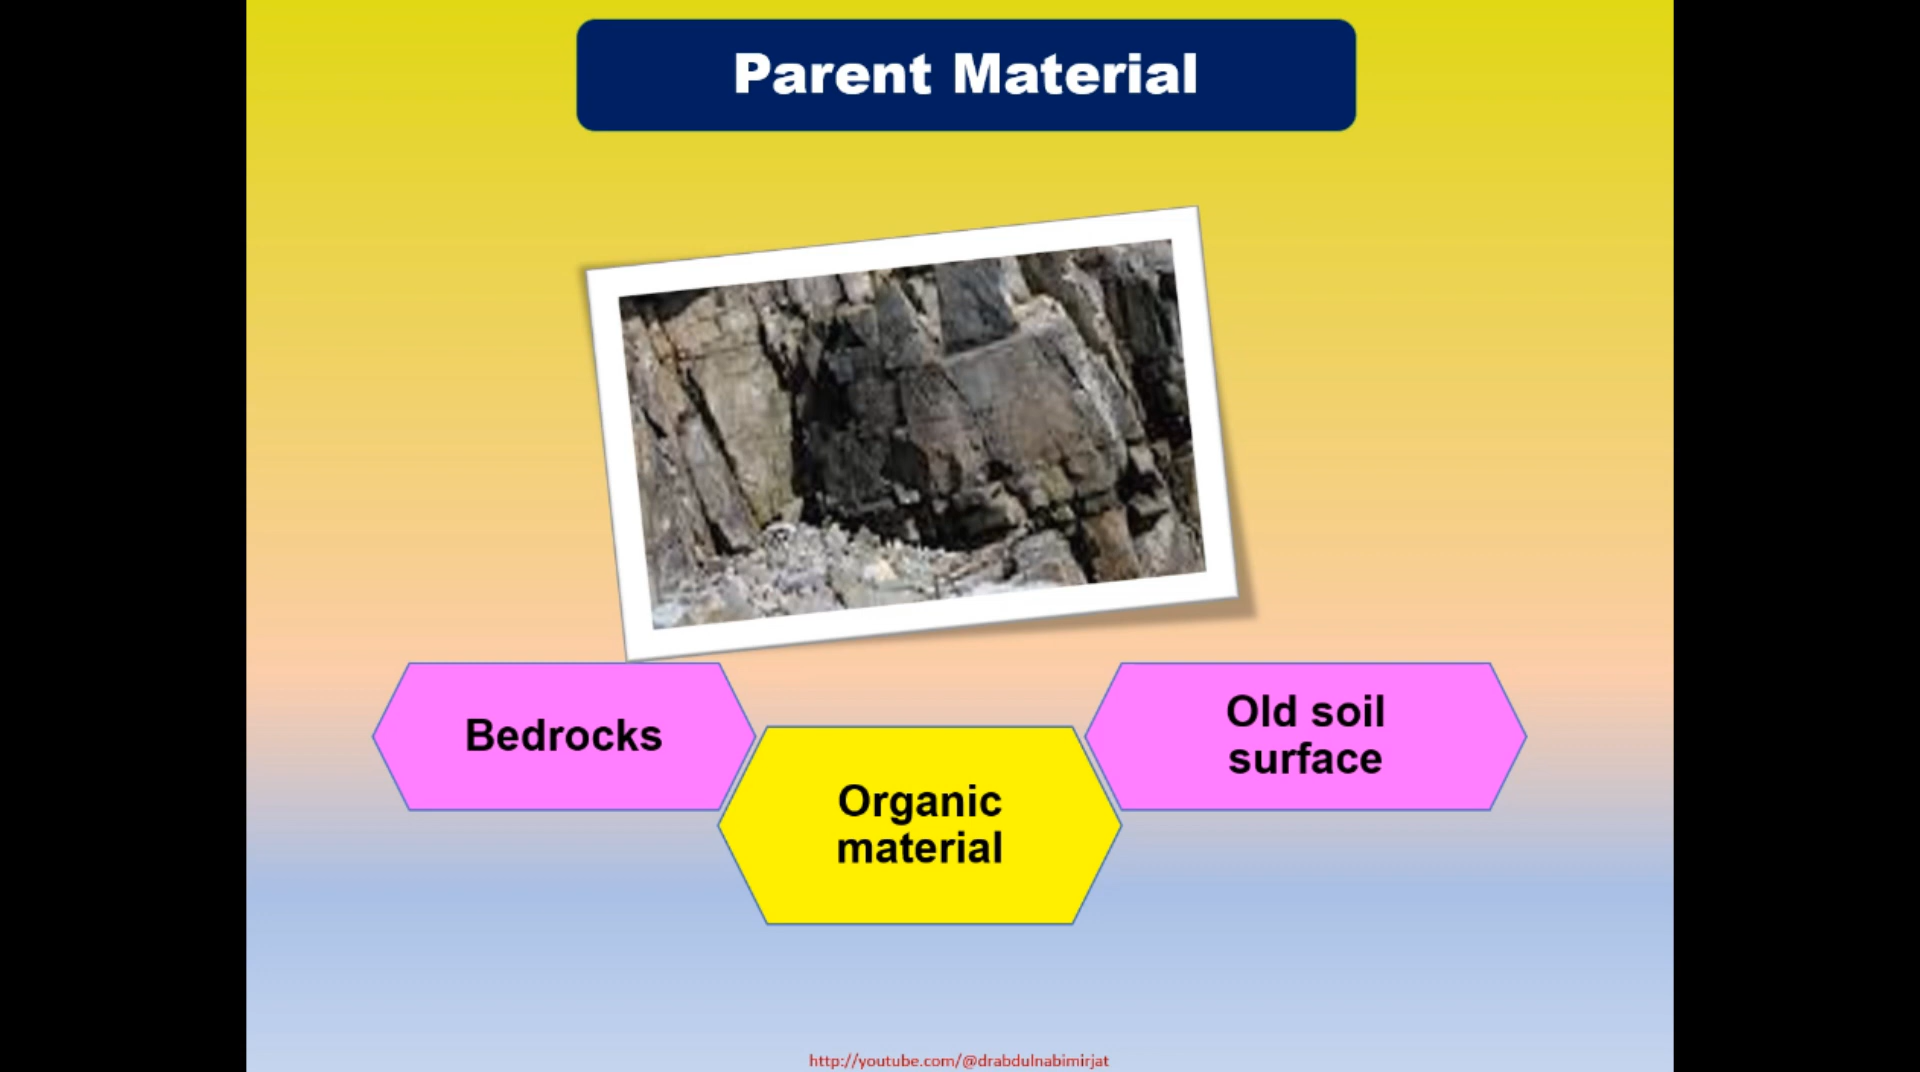 Parent Material
Bedrocks
Organic
material
Old soil
surface
http://youtube.com/@drabdulnabimirjat